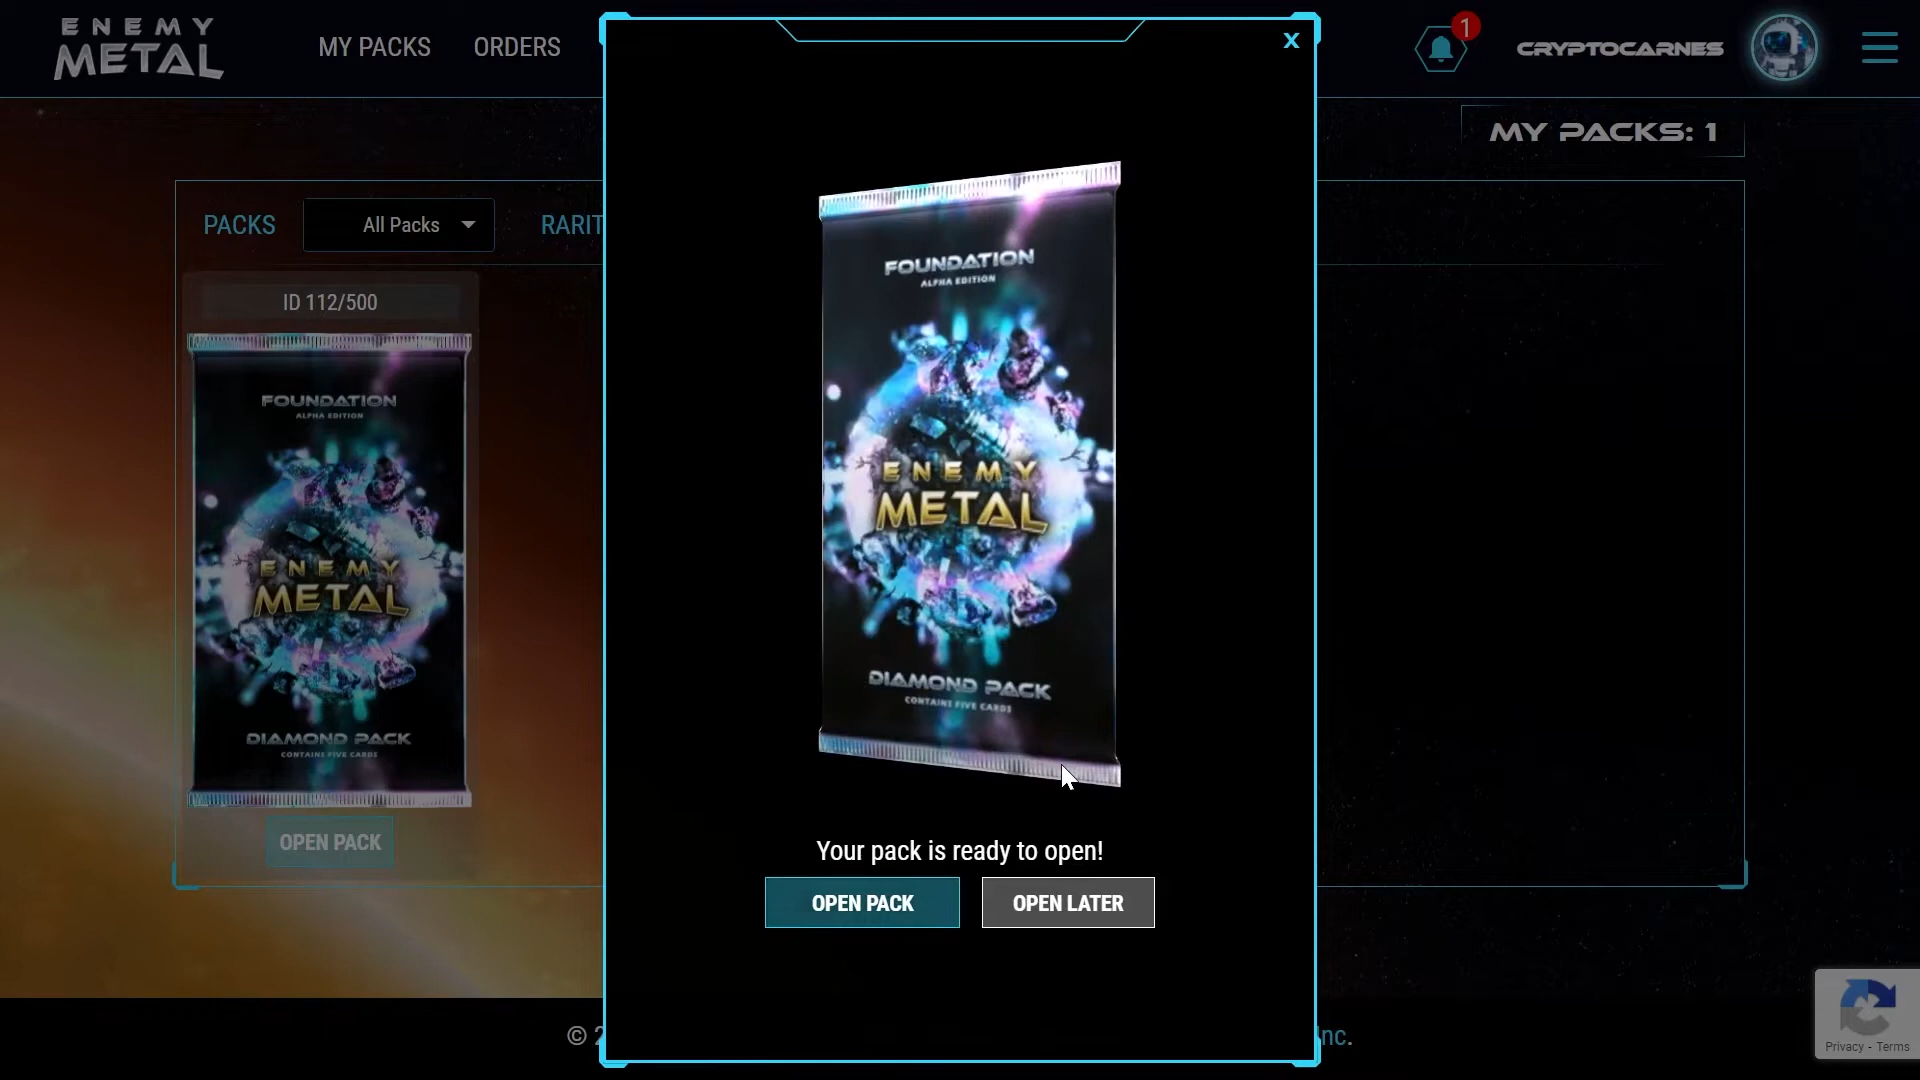 ENEMY
METAL
MY PACKS
ORDERS
x
1
CRYPTOCARNES
MY PACKS: 1
PACKS
All Packs
RARIT
ID 112/500
FOUNDATION
ALPHA EDITION
ENEMY
METAL
DIAMOND PACK
CONTAINS FIVE CARDS
OPEN PACK
FOUNDATION
ALPHA EDITION
ENEMY
METAL
DIAMOND PACK
CONTAINS FIVE CARDS
Your pack is ready to open!
OPEN PACK
OPEN LATER
© 2
Inc.
Privacy - Terms